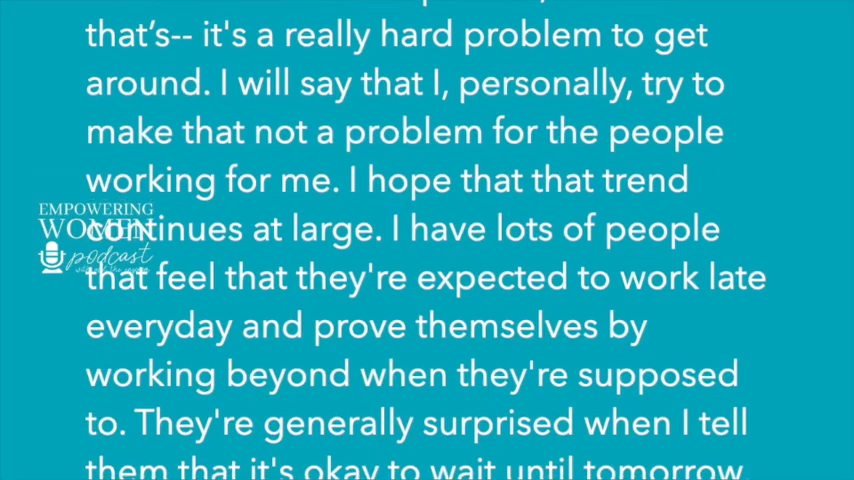 that's-- it's a really hard problem to get
around. I will say that I, personally, try to
make that not a problem for the people
working for me. I hope that that trend
EMPOWERING
WOMEN
podcast
continues at large. I have lots of people
that feel that they're expected to work late
everyday and prove themselves by
working beyond when they're supposed
to. They're generally surprised when I tell
them that it's okay to wait until tomorrow.